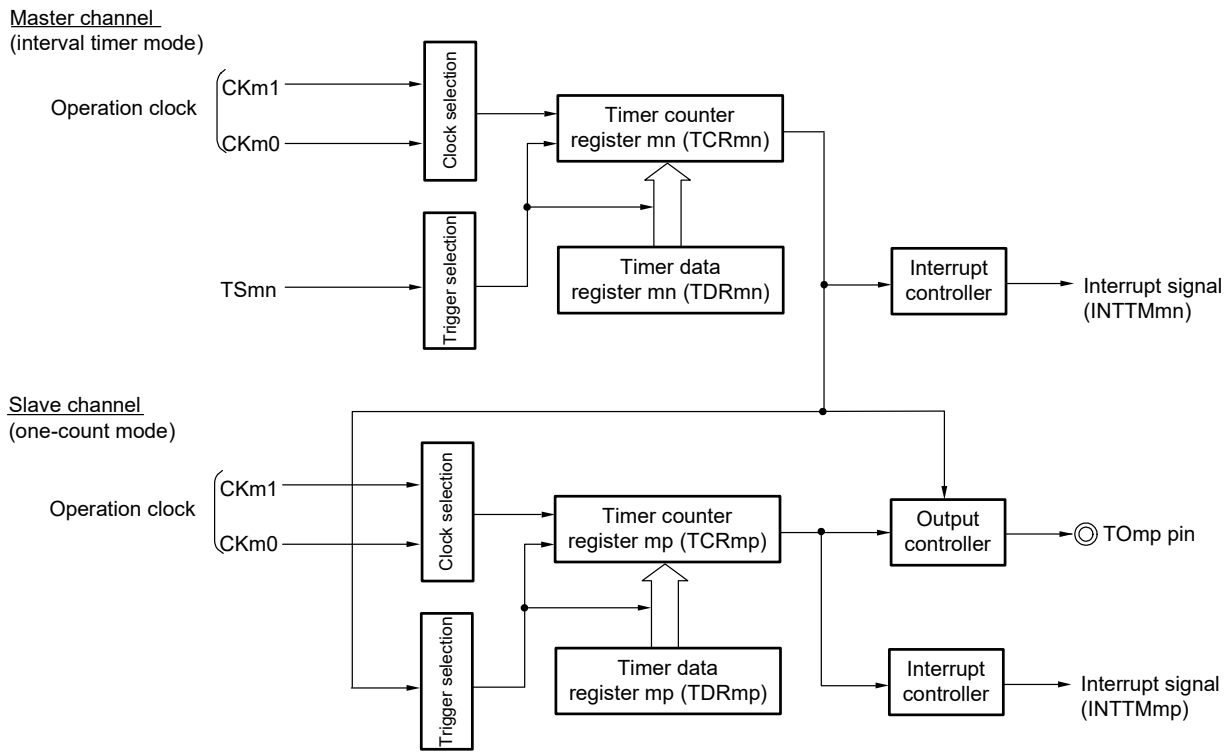 Master channel
(interval timer mode)
Operation clock
CKm1
CKm0
Clock selection
Timer counter
register mn (TCRmn)
TSmn
Trigger selection
Timer data
register mn (TDRmn)
Interrupt
controller
Interrupt signal
(INTTMmn)
Slave channel
(one-count mode)
Operation clock
CKm1
CKm0
Clock selection
Timer counter
register mp (TCRmp)
Output
controller
TOmp pin
Trigger selection
Timer data
register mp (TDRmp)
Interrupt
controller
Interrupt signal
(INTTMmp)